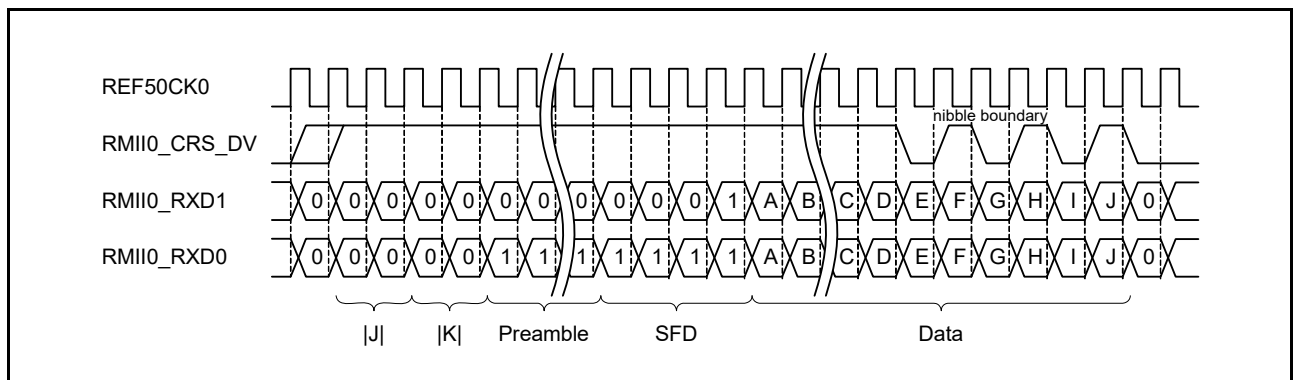 REF50CK0
nibble boundary
RMII0_CRS_DV
RMII0_RXD1 0 0 0 0 0 0 0 0 0 0 0 1 A B C D E F G H I J 0
RMII0_RXD0 0 0 0 0 0 1 1 1 1 1 1 1 A B C D E F G H I J 0
|J| |K| Preamble SFD Data